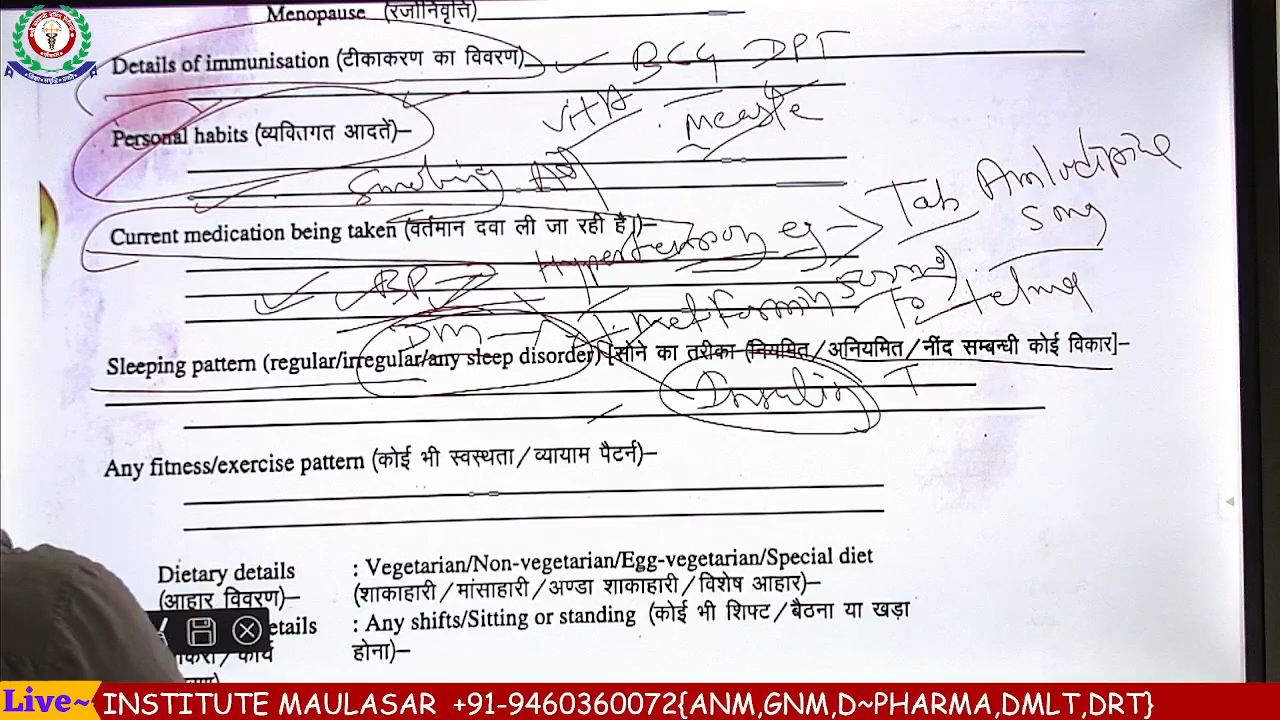 Menopause (रजोनिवृत्ति)
Details of immunisation (टीकाकरण का विवरण) BCG DPT
Personal habits (व्यक्तिगत आदतें)–
Measle
Smoking
Current medication being taken (वर्तमान दवा ली जा रही है।)–
Hypertension eg → Tab Amlodipine
BP
DM → Metformin 500mg
Telma
Sleeping pattern (regular/irregular/any sleep disorder) [सोने का तरीका (नियमित/अनियमित/नींद सम्बन्धी कोई विकार]–
Insulin
Any fitness/exercise pattern (कोई भी स्वस्थता/व्यायाम पैटर्न)–
Dietary details : Vegetarian/Non-vegetarian/Egg-vegetarian/Special diet
(आहार विवरण)– (शाकाहारी/मांसाहारी/अण्डा शाकाहारी/विशेष आहार)–
etails : Any shifts/Sitting or standing (कोई भी शिफ्ट/बैठना या खड़ा
होना)–
Live~ INSTITUTE MAULASAR +91-9460360072{ANM,GNM,D~PHARMA,DMLT,DRT}